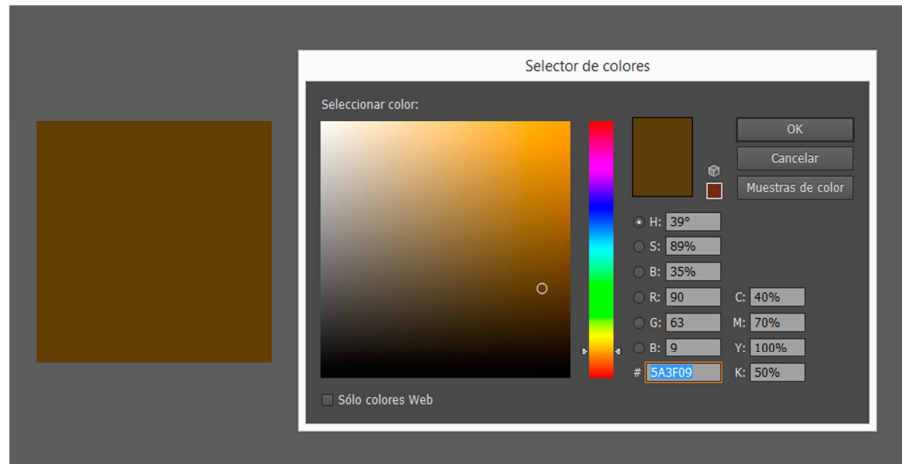 Selector de colores
Seleccionar color:
OK
Cancelar
Muestras de color
H: 39°
S: 89%
B: 35%
R: 90 C: 40%
G: 63 M: 70%
B: 9 Y: 100%
# 5A3F09 K: 50%
Sólo colores Web